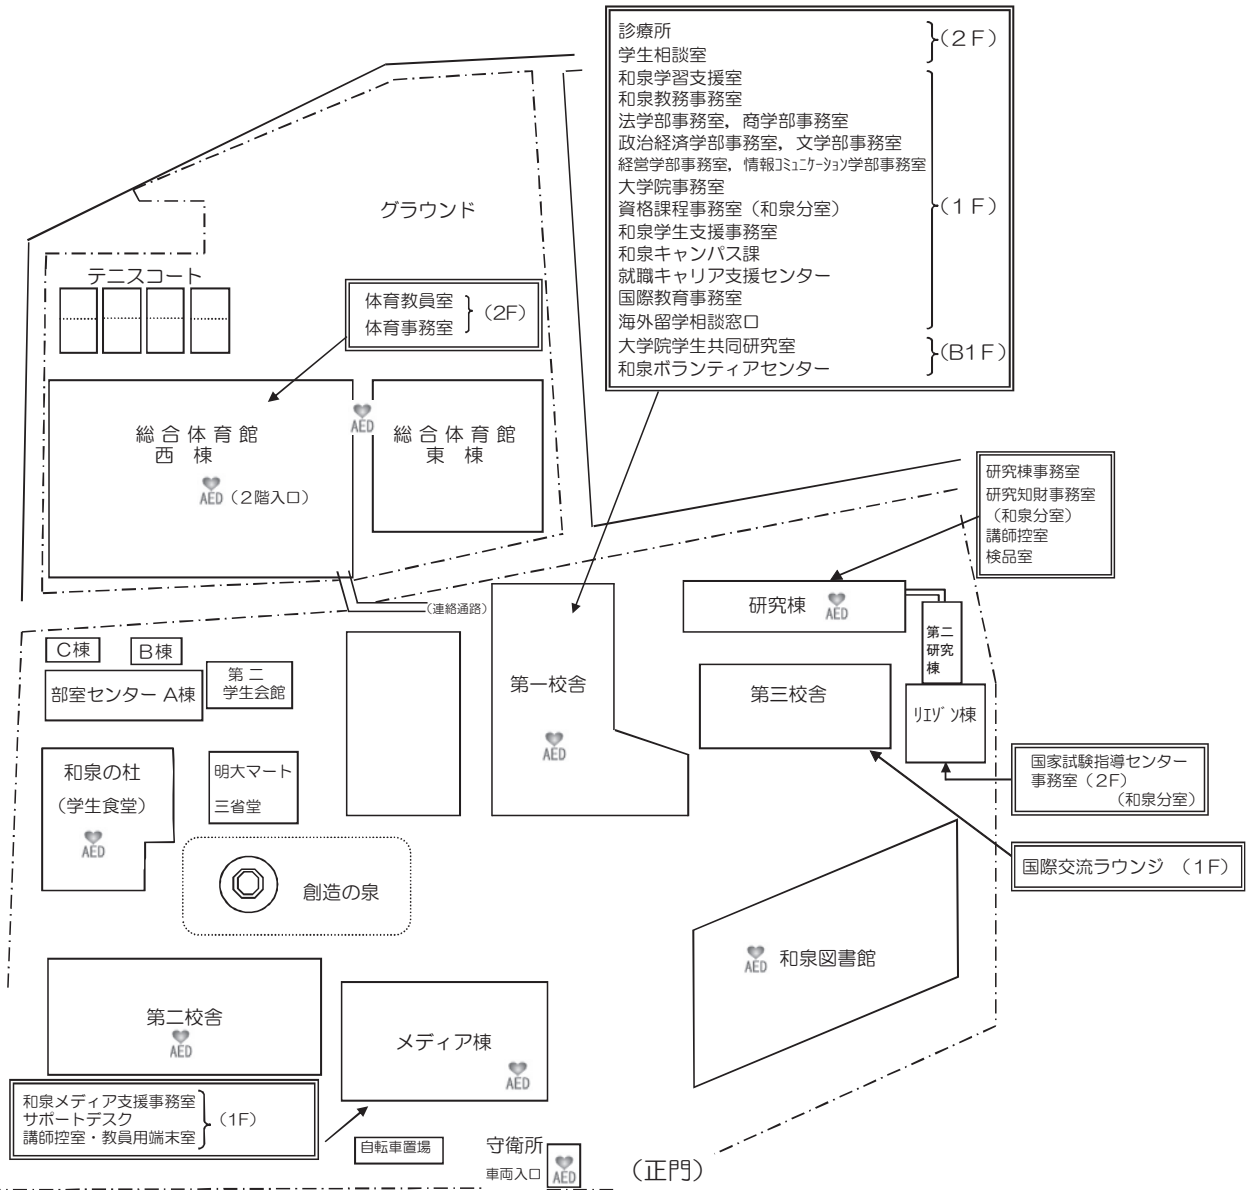 診療所
学生相談室
(2F)
和泉学習支援室
和泉教務事務室
法学部事務室，商学部事務室
政治経済学部事務室，文学部事務室
経営学部事務室，情報ｺﾐｭﾆｹｰｼｮﾝ学部事務室
大学院事務室
資格課程事務室（和泉分室）
和泉学生支援事務室
和泉キャンパス課
就職キャリア支援センター
国際教育事務室
海外留学相談窓口
(1F)
大学院学生共同研究室
和泉ボランティアセンター
(B1F)
グラウンド
テニスコート
体育教員室
体育事務室
(2F)
総合体育館
西棟
AED（2階入口）
AED
総合体育館
東棟
研究棟事務室
研究知財事務室
（和泉分室）
講師控室
検品室
(連絡通路)
研究棟 AED
第二
研究
棟
C棟
B棟
部室センター A棟
第二
学生会館
第一校舎
AED
第三校舎
ﾘｴｿﾞﾝ棟
国家試験指導センター
事務室（2F）
（和泉分室）
和泉の杜
（学生食堂）
AED
明大マート
三省堂
国際交流ラウンジ （1F）
創造の泉
AED 和泉図書館
第二校舎
AED
メディア棟
AED
和泉メディア支援事務室
サポートデスク
講師控室・教員用端末室
(1F)
自転車置場
守衛所
車両入口
AED
（正門）